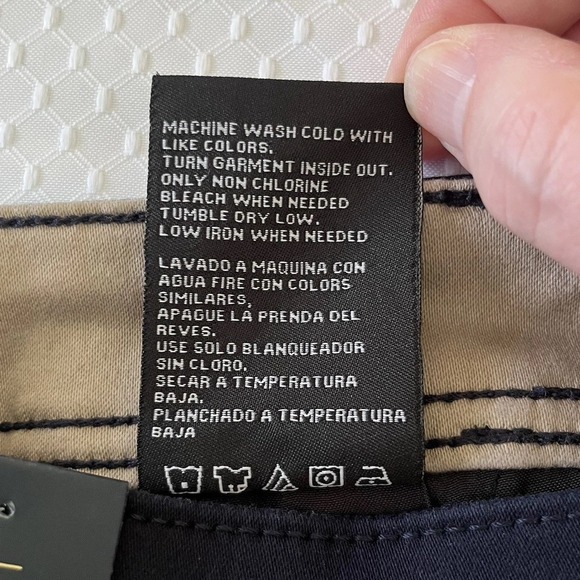 MACHINE WASH COLD WITH
LIKE COLORS.
TURN GARMENT INSIDE OUT.
ONLY NON CHLORINE
BLEACH WHEN NEEDED
TUMBLE DRY LOW.
LOW IRON WHEN NEEDED
LAVADO A MAQUINA CON
AGUA FIRE CON COLORS
SIMILARES,
APAGUE LA PRENDA DEL
REVES.
USE SOLO BLANQUEADOR
SIN CLORO.
SECAR A TEMPERATURA
BAJA.
PLANCHADO A TEMPERATURA
BAJA